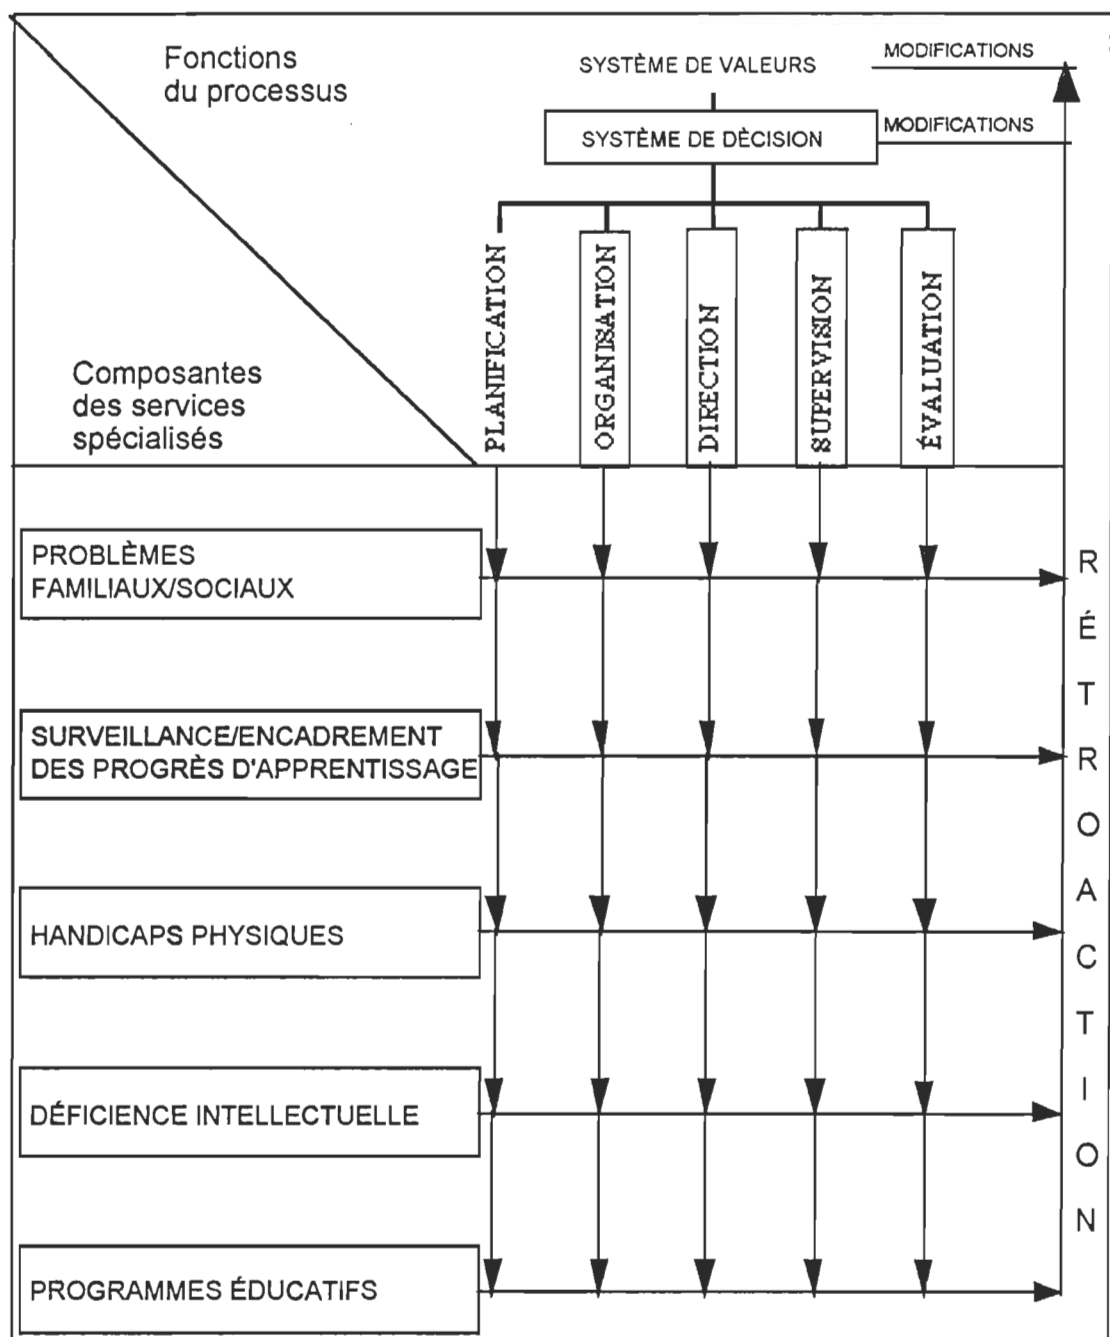 Fonctions
du processus
SYSTÈME DE VALEURS
MODIFICATIONS
SYSTÈME DE DÈCISION
MODIFICATIONS
PLANIFICATION
ORGANISATION
DIRECTION
SUPERVISION
ÉVALUATION
Composantes
des services
spécialisés
PROBLÈMES
FAMILIAUX/SOCIAUX
SURVEILLANCE/ENCADREMENT
DES PROGRÈS D'APPRENTISSAGE
HANDICAPS PHYSIQUES
DÉFICIENCE INTELLECTUELLE
PROGRAMMES ÉDUCATIFS
RÉTROACTION